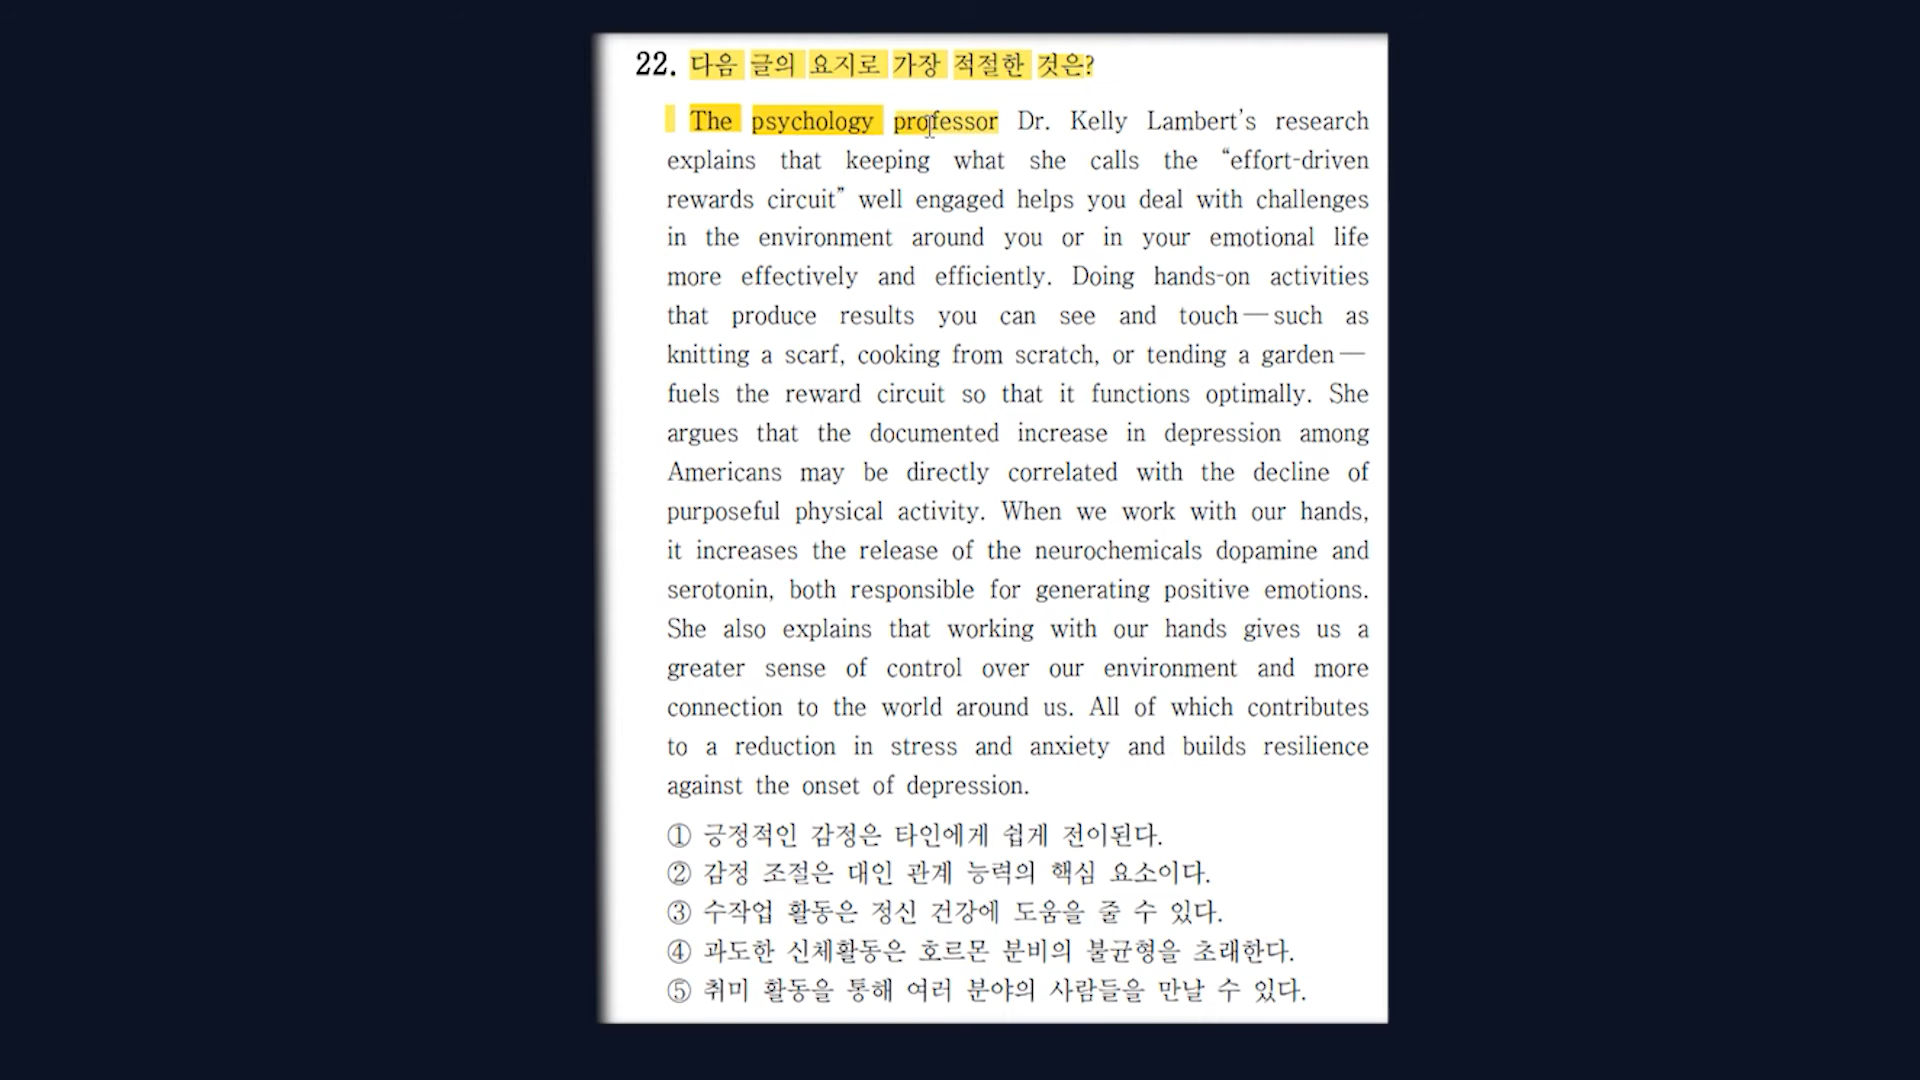 22. 다음 글의 요지로 가장 적절한 것은?
The psychology professor Dr. Kelly Lambert's research
explains that keeping what she calls the “effort-driven
rewards circuit” well engaged helps you deal with challenges
in the environment around you or in your emotional life
more effectively and efficiently. Doing hands-on activities
that produce results you can see and touch—such as
knitting a scarf, cooking from scratch, or tending a garden—
fuels the reward circuit so that it functions optimally. She
argues that the documented increase in depression among
Americans may be directly correlated with the decline of
purposeful physical activity. When we work with our hands,
it increases the release of the neurochemicals dopamine and
serotonin, both responsible for generating positive emotions.
She also explains that working with our hands gives us a
greater sense of control over our environment and more
connection to the world around us. All of which contributes
to a reduction in stress and anxiety and builds resilience
against the onset of depression.
① 긍정적인 감정은 타인에게 쉽게 전이된다.
② 감정 조절은 대인 관계 능력의 핵심 요소이다.
③ 수작업 활동은 정신 건강에 도움을 줄 수 있다.
④ 과도한 신체활동은 호르몬 분비의 불균형을 초래한다.
⑤ 취미 활동을 통해 여러 분야의 사람들을 만날 수 있다.